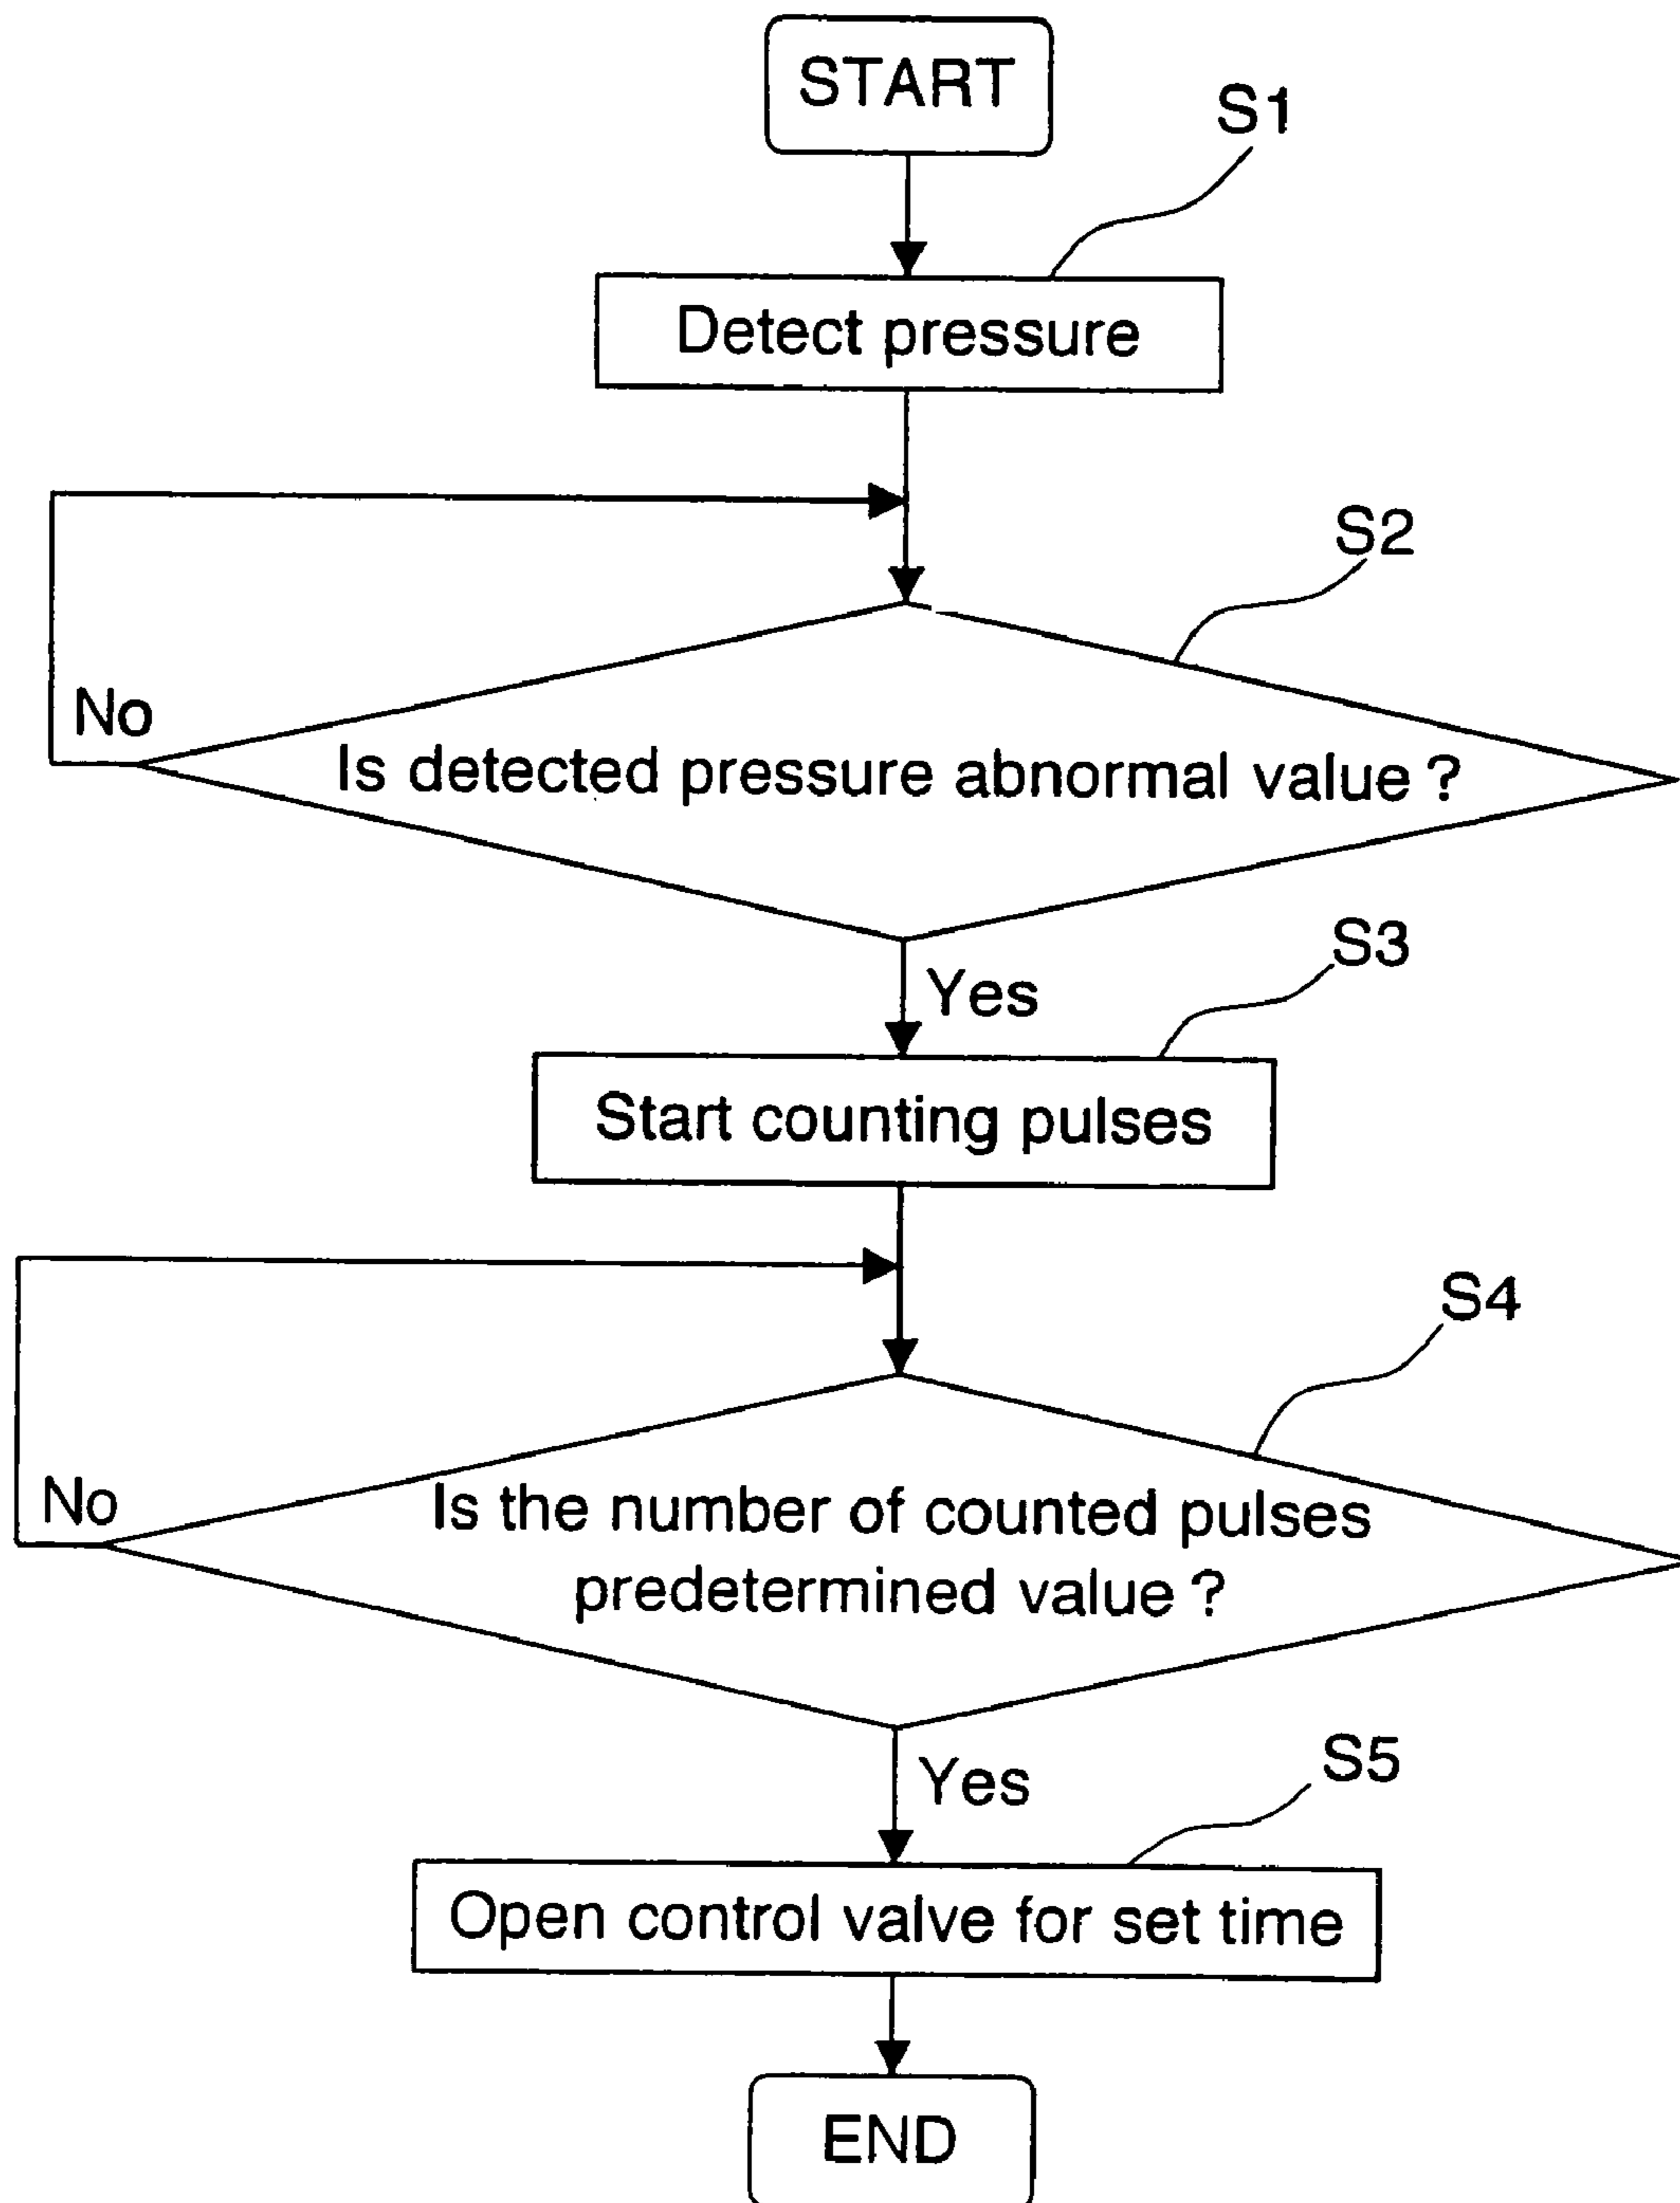 START
S1
Detect pressure
S2
No
Is detected pressure abnormal value ?
S3
Yes
Start counting pulses
S4
No
Is the number of counted pulses
predetermined value ?
S5
Yes
Open control valve for set time
END